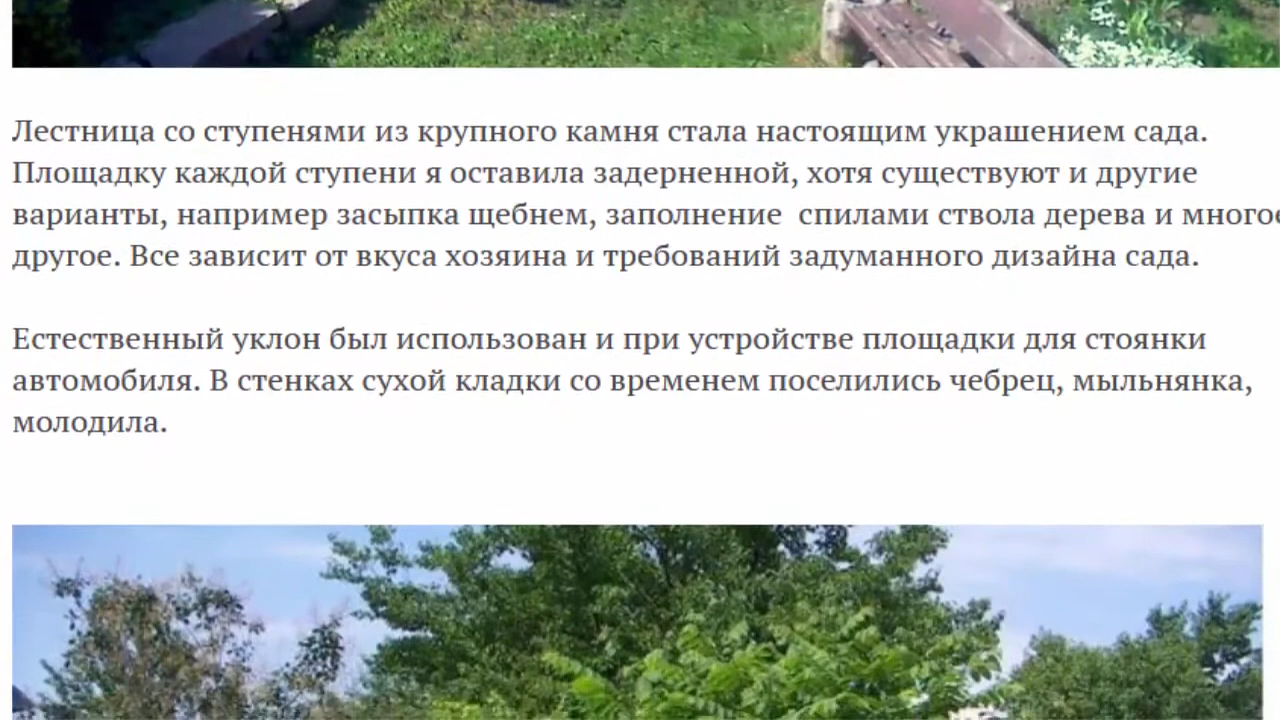 Лестница со ступенями из крупного камня стала настоящим украшением сада.
Площадку каждой ступени я оставила задерненной, хотя существуют и другие
варианты, например засыпка щебнем, заполнение  спилами ствола дерева и многое
другое. Все зависит от вкуса хозяина и требований задуманного дизайна сада.
Естественный уклон был использован и при устройстве площадки для стоянки
автомобиля. В стенках сухой кладки со временем поселились чебрец, мыльнянка,
молодила.